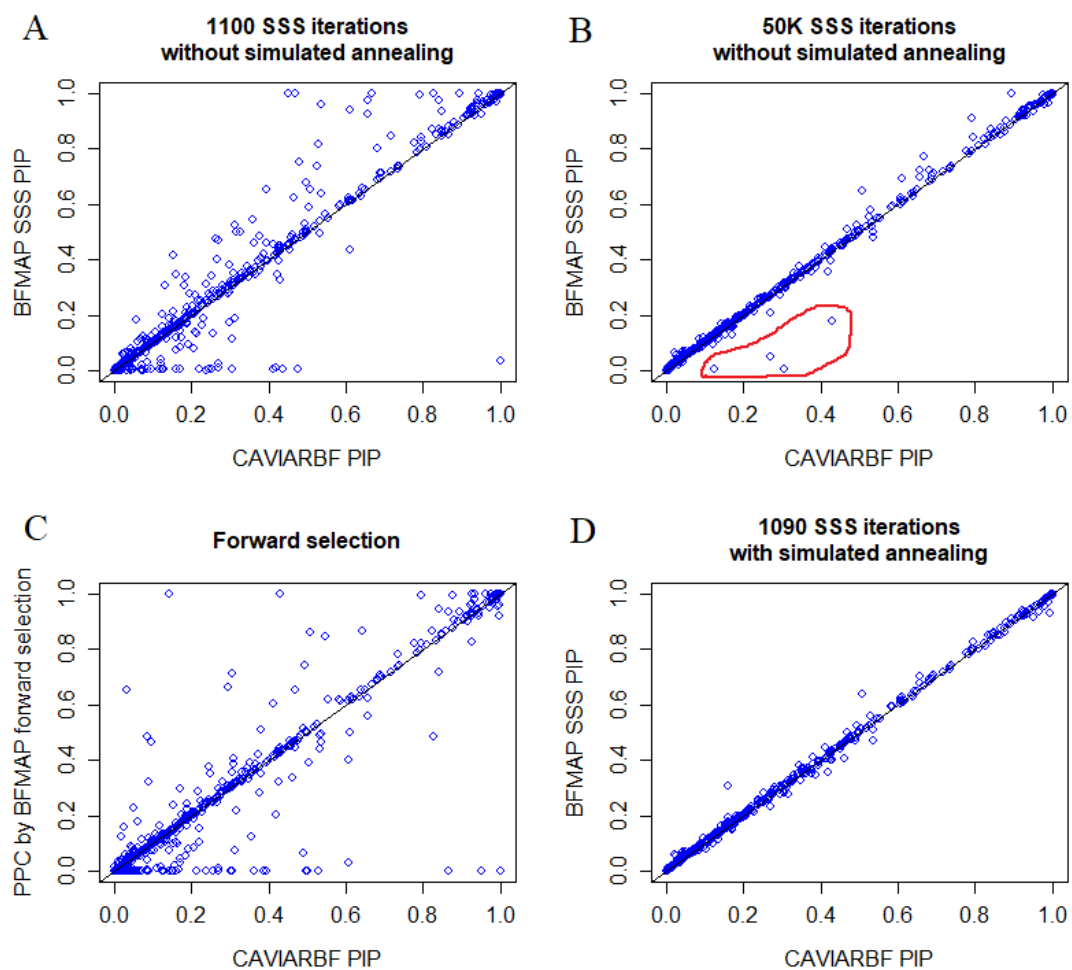 A
1100 SSS iterations
without simulated annealing
BFMAP SSS PIP
1.0
0.8
0.6
0.4
0.2
0.0
0.0 0.2 0.4 0.6 0.8 1.0
CAVIARBF PIP
B
50K SSS iterations
without simulated annealing
BFMAP SSS PIP
1.0
0.8
0.6
0.4
0.2
0.0
0.0 0.2 0.4 0.6 0.8 1.0
CAVIARBF PIP
C
Forward selection
PPC by BFMAP forward selection
1.0
0.8
0.6
0.4
0.2
0.0
0.0 0.2 0.4 0.6 0.8 1.0
CAVIARBF PIP
D
1090 SSS iterations
with simulated annealing
BFMAP SSS PIP
1.0
0.8
0.6
0.4
0.2
0.0
0.0 0.2 0.4 0.6 0.8 1.0
CAVIARBF PIP